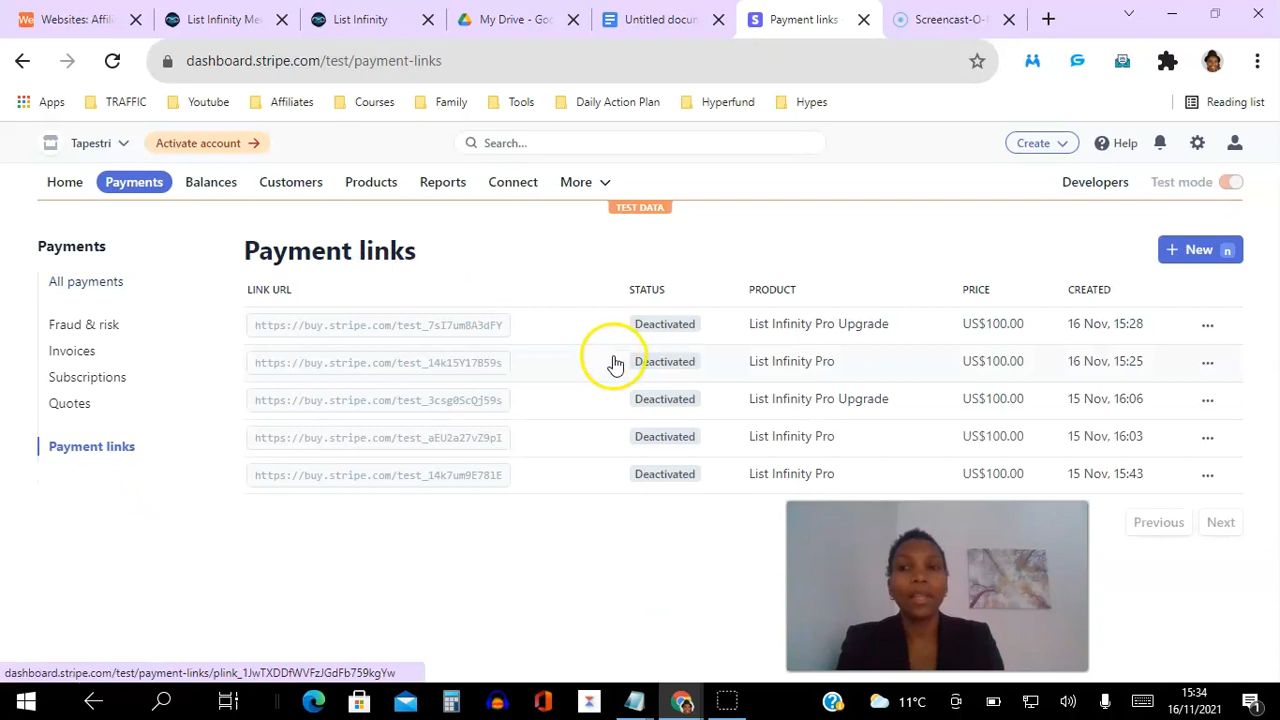 Websites: Affili
List Infinity Me
List Infinity
My Drive - Goo
Untitled docum
Payment links
Screencast-O-
dashboard.stripe.com/test/payment-links
Apps
TRAFFIC
Youtube
Affiliates
Courses
Family
Tools
Daily Action Plan
Hyperfund
Hypes
Reading list
Tapestri
Activate account →
Search...
Create
Help
Home
Payments
Balances
Customers
Products
Reports
Connect
More
Developers
Test mode
TEST DATA
Payments
All payments
Fraud & risk
Invoices
Subscriptions
Quotes
Payment links
Payment links
+ New n
LINK URL STATUS PRODUCT PRICE CREATED
https://buy.stripe.com/test_7sI7um8A3dFY Deactivated List Infinity Pro Upgrade US$100.00 16 Nov, 15:28 ...
https://buy.stripe.com/test_14k15Y17B59s Deactivated List Infinity Pro US$100.00 16 Nov, 15:25 ...
https://buy.stripe.com/test_3csg0ScQj59s Deactivated List Infinity Pro Upgrade US$100.00 15 Nov, 16:06 ...
https://buy.stripe.com/test_aEU2a27vZ9pI Deactivated List Infinity Pro US$100.00 15 Nov, 16:03 ...
https://buy.stripe.com/test_14k7um9E78lE Deactivated List Infinity Pro US$100.00 15 Nov, 15:43 ...
Previous
Next
dashboard.stripe.com/test/payment-links/plink_1JwTXDDfWVFzJGdFb759kgYw
11°C
15:34
16/11/2021
1